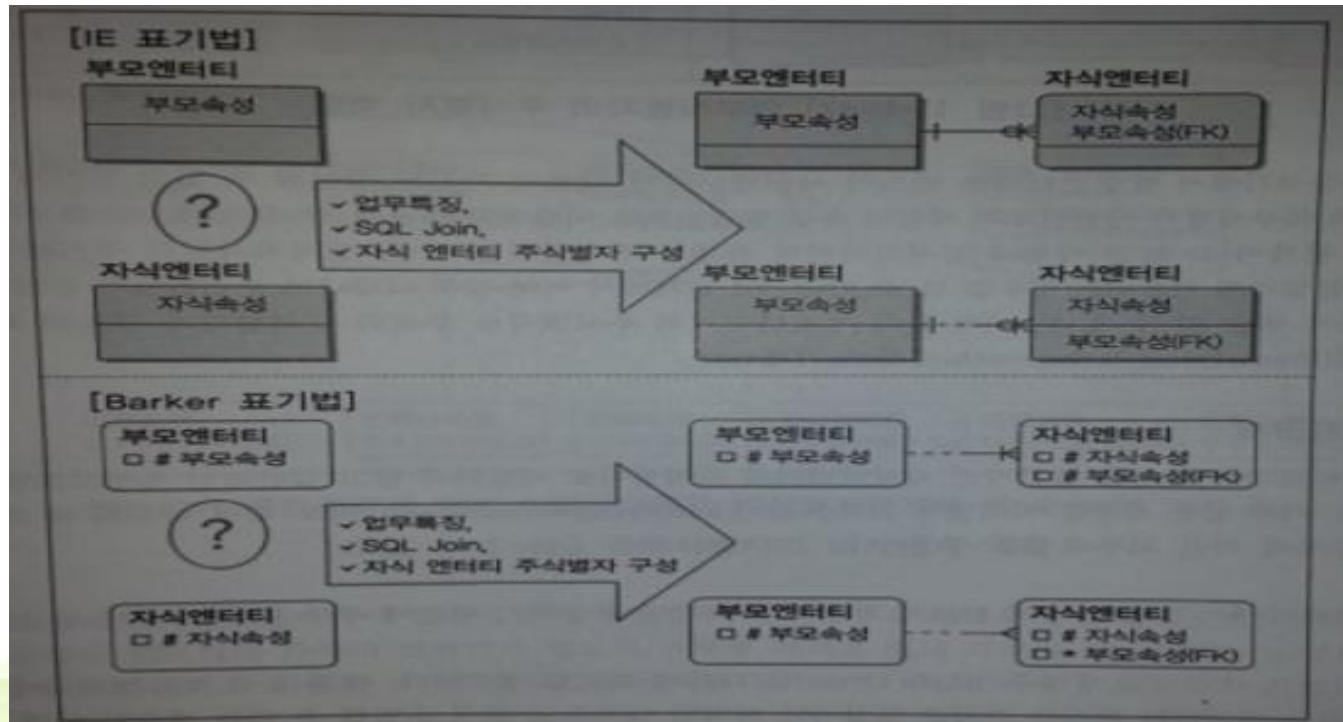 [IE 표기법]
부모엔터티
부모속성
?
자식엔터티
자식속성
✓ 업무특징,
✓ SQL Join,
✓ 자식 엔터티 주식별자 구성
부모엔터티
부모속성
자식엔터티
자식속성
부모속성(FK)
부모엔터티
부모속성
자식엔터티
자식속성
부모속성(FK)
[Barker 표기법]
부모엔터티
□ # 부모속성
?
자식엔터티
□ # 자식속성
✓ 업무특징,
✓ SQL Join,
✓ 자식 엔터티 주식별자 구성
부모엔터티
□ # 부모속성
자식엔터티
□ # 자식속성
□ # 부모속성(FK)
부모엔터티
□ # 부모속성
자식엔터티
□ # 자식속성
□ * 부모속성(FK)